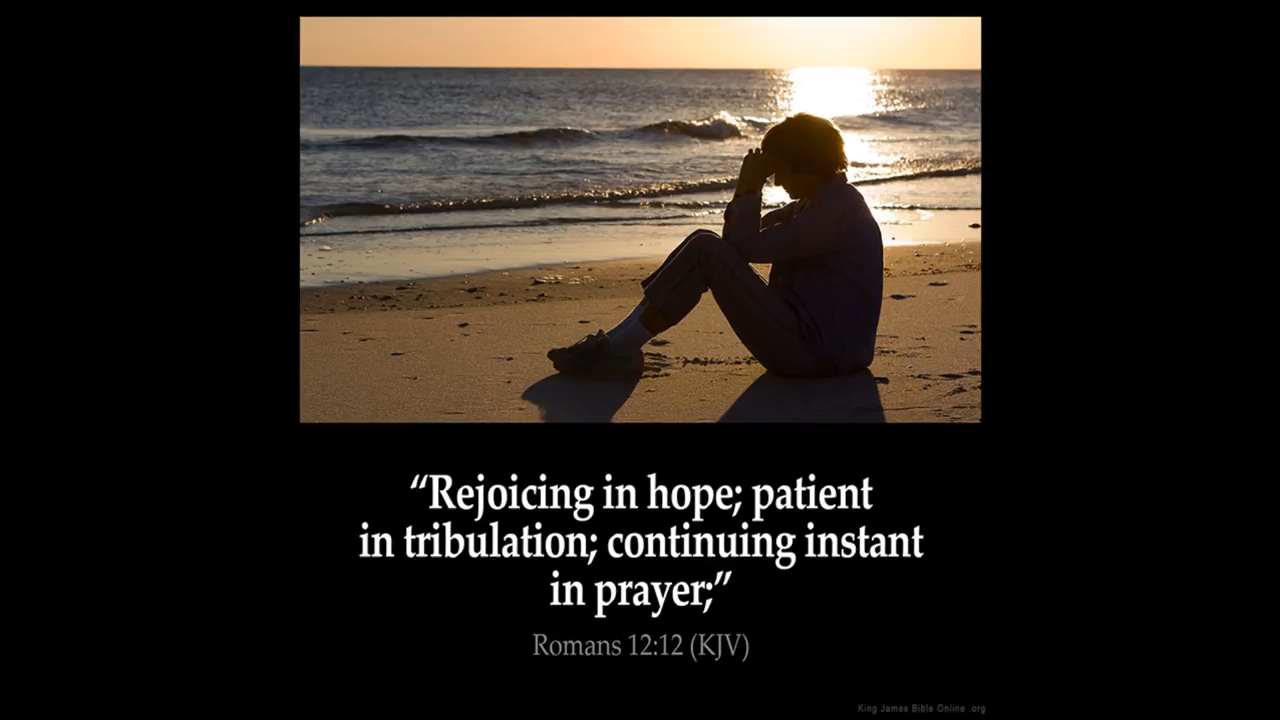 “Rejoicing in hope; patient
in tribulation; continuing instant
in prayer;”
Romans 12:12 (KJV)
King James Bible Online .org